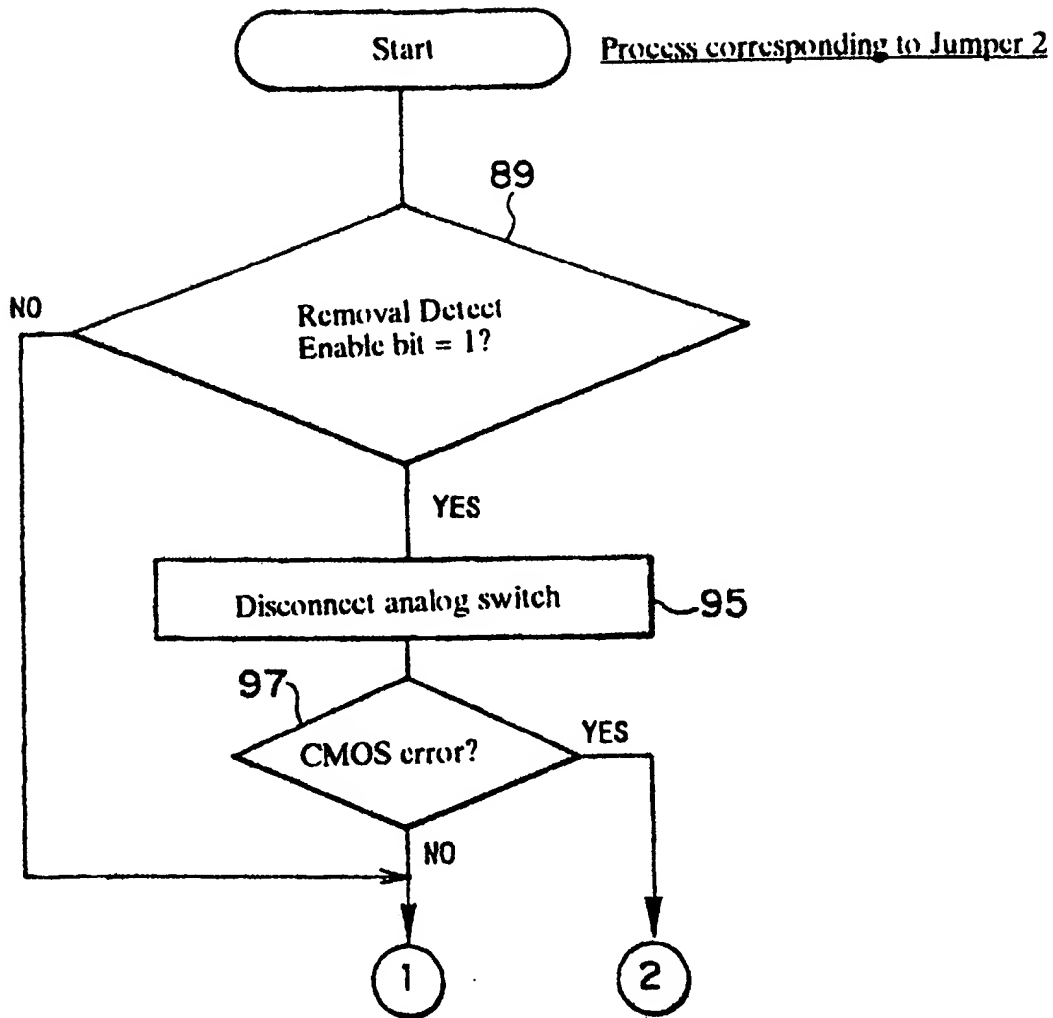 Start
Process corresponding to Jumper 2
89
NO
Removal Detect
Enable bit = 1?
YES
Disconnect analog switch
95
97
CMOS error?
YES
NO
1
2